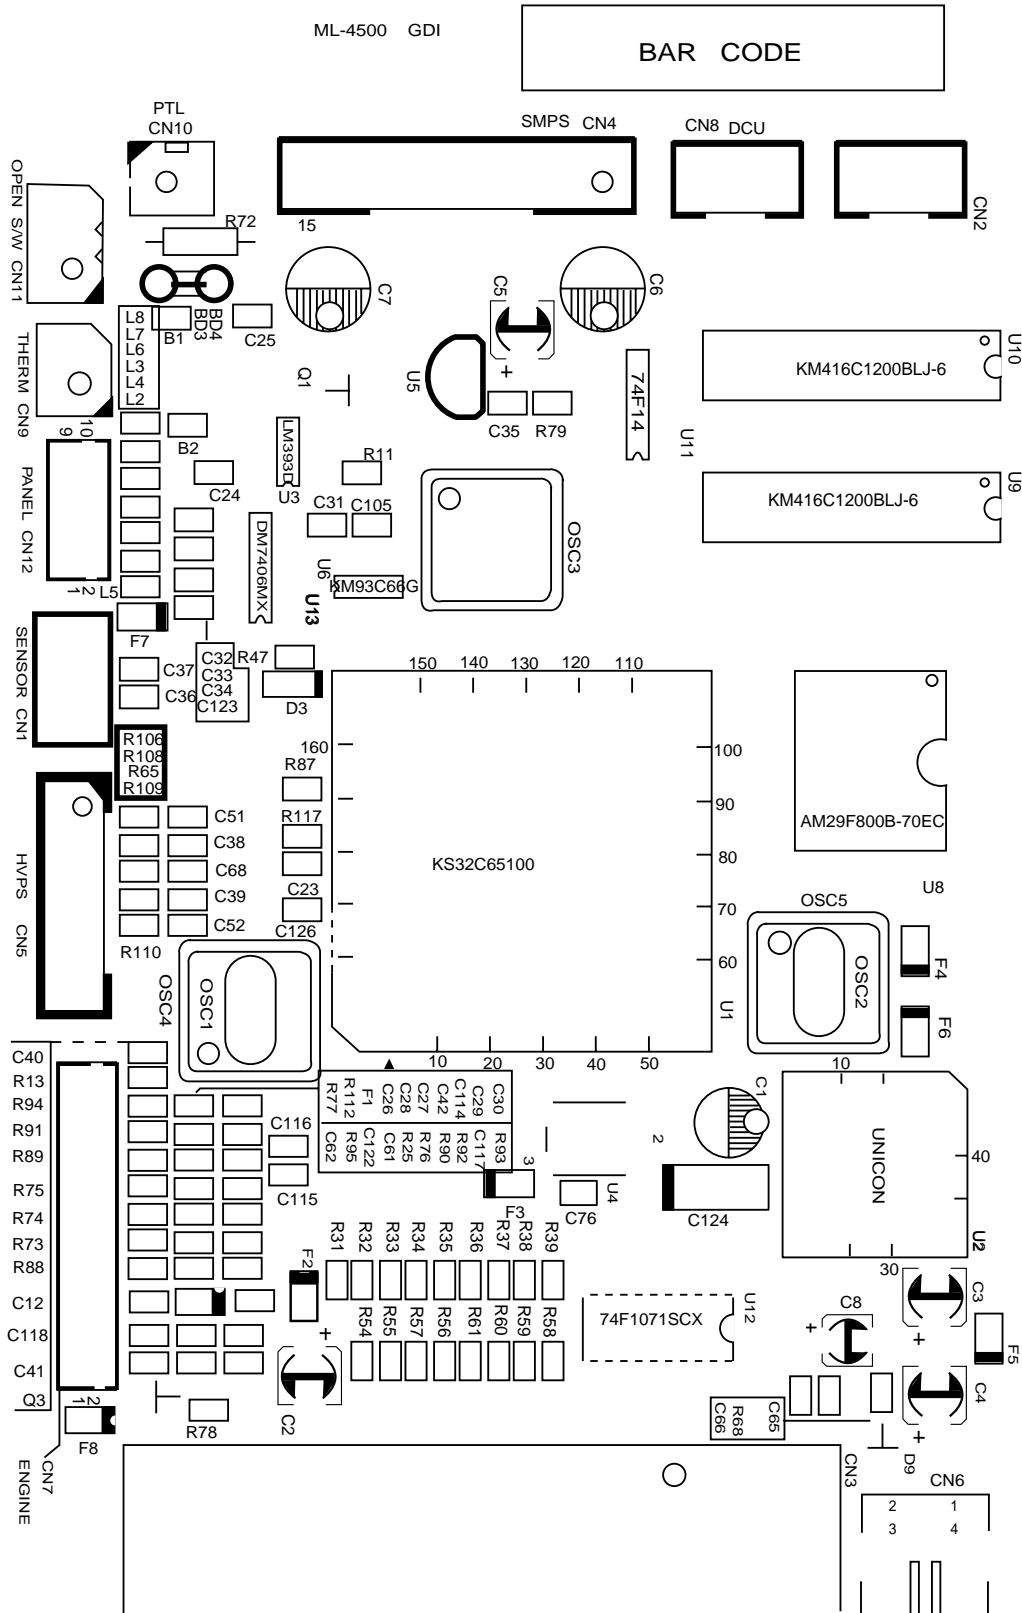 ML-4500 GDI
BAR CODE
PTL
CN10
SMPS CN4
CN8 DCU
CN2
OPEN S/W CN11
15
R72
C7
C5
C6
+
L8
L7
L6
L3
L4
L2
B1
BD3
BD4
C25
THERM CN9
Q1
U5
C35
R79
74F14
U11
KM416C1200BLJ-6
U10
KM416C1200BLJ-6
U9
9
10
B2
C24
LM393D
U3
R11
C31
C105
OSC3
PANEL CN12
1
2
L5
DM7406MX
U6
KM93C66G
U13
F7
SENSOR CN1
C37
C36
C32
C33
C34
C123
R47
D3
150
140
130
120
110
160
100
90
80
70
60
KS32C65100
U1
10
20
30
40
50
R106
R108
R65
R109
R87
R117
C23
C126
AM29F800B-70EC
U8
HVPS CN5
C51
C38
C68
C39
C52
R110
OSC4
OSC1
OSC5
OSC2
F4
F6
C40
R13
R94
R91
R89
R75
R74
R73
R88
C12
C118
C41
Q3
C116
C115
R77
R112
F1
C26
C28
C27
C42
C114
C29
C30
C62
R95
C122
C61
R25
R76
R90
R92
C117
R93
3
F3
2
U4
C76
C1
C124
10
UNICON
40
U2
30
R31
R32
R33
R34
R35
R36
R37
R38
R39
F2
R54
R55
R57
R56
R61
R60
R59
R58
+
C2
74F1071SCX
U12
C8
+
C3
+
F5
C4
+
C66
R68
C65
D9
1
2
F8
R78
CN7
ENGINE
CN3
CN6
2 1
3 4